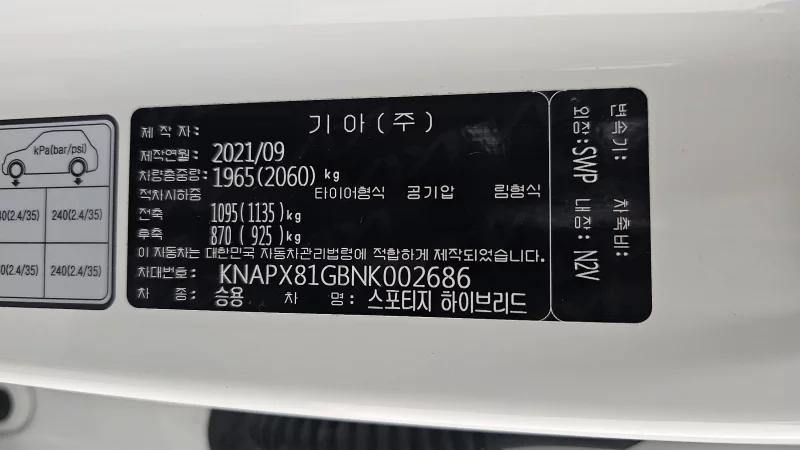 kPa(bar/psi)
240(2.4/35)
240(2.4/35)
제 작 자: 기 아 ( 주 )
제작연월: 2021/09
차량총중량: 1965(2060) kg
적차시하중 타이어형식 공기압 림형식
전축 1095(1135)kg
후축 870( 925)kg
이 자동차는 대한민국 자동차관리법령에 적합하게 제작되었습니다.
차대번호: KNAPX81GBNK002686
차 종: 승용 차 명: 스포티지 하이브리드
변속기: 차축비:
외장:SWP 내장: N2V